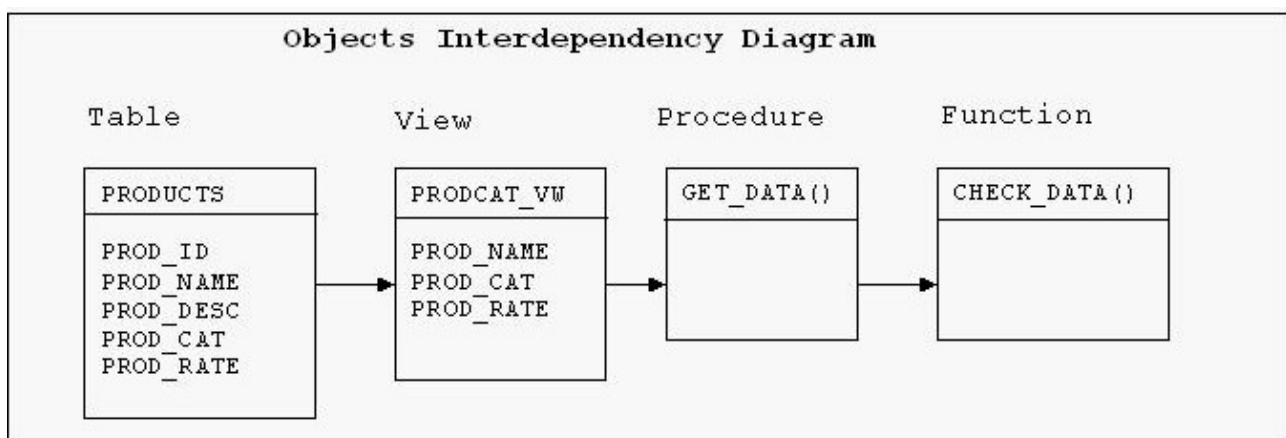 Objects Interdependency Diagram
Table
View
Procedure
Function
PRODUCTS
PROD_ID
PROD_NAME
PROD_DESC
PROD_CAT
PROD_RATE
PRODCAT_VW
PROD_NAME
PROD_CAT
PROD_RATE
GET_DATA()
CHECK_DATA()